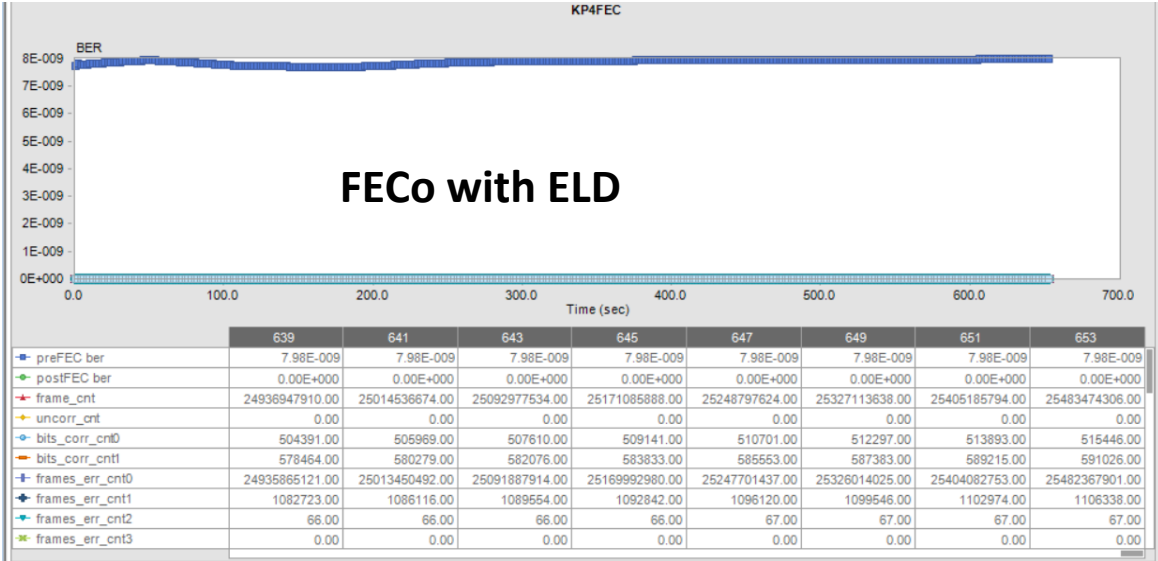 KP4FEC
BER
8E-009
7E-009
6E-009
5E-009
4E-009
3E-009
2E-009
1E-009
0E+000
FECo with ELD
0.0 100.0 200.0 300.0 400.0 500.0 600.0 700.0
Time (sec)
639 641 643 645 647 649 651 653
preFEC ber 7.98E-009 7.98E-009 7.98E-009 7.98E-009 7.98E-009 7.98E-009 7.98E-009 7.98E-009
postFEC ber 0.00E+000 0.00E+000 0.00E+000 0.00E+000 0.00E+000 0.00E+000 0.00E+000 0.00E+000
frame_cnt 24936947910.00 25014536674.00 25092977534.00 25171085888.00 25248797624.00 25327113638.00 25405185794.00 25483474306.00
uncorr_cnt 0.00 0.00 0.00 0.00 0.00 0.00 0.00 0.00
bits_corr_cnt0 504391.00 505969.00 507610.00 509141.00 510701.00 512297.00 513893.00 515446.00
bits_corr_cnt1 578464.00 580279.00 582076.00 583833.00 585553.00 587383.00 589215.00 591026.00
frames_err_cnt0 24935865121.00 25013450492.00 25091887914.00 25169992980.00 25247701437.00 25326014025.00 25404082753.00 25482367901.00
frames_err_cnt1 1082723.00 1086116.00 1089554.00 1092842.00 1096120.00 1099546.00 1102974.00 1106338.00
frames_err_cnt2 66.00 66.00 66.00 66.00 67.00 67.00 67.00 67.00
frames_err_cnt3 0.00 0.00 0.00 0.00 0.00 0.00 0.00 0.00